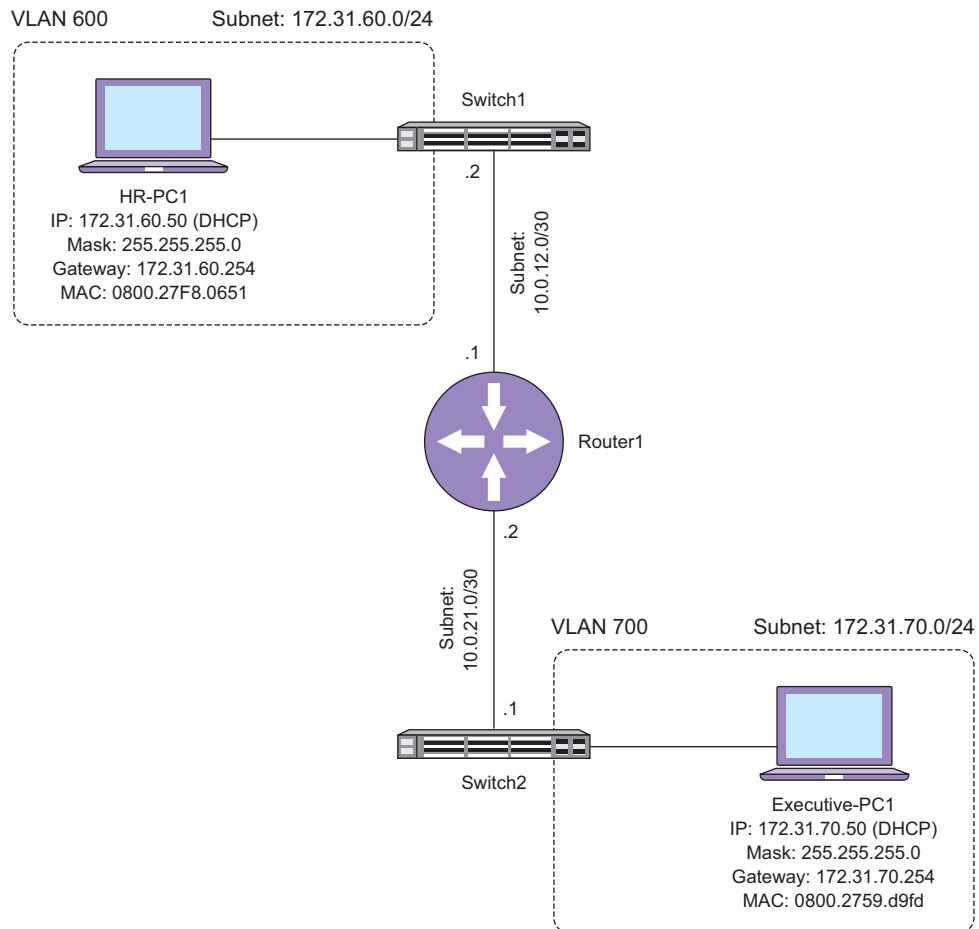 VLAN 600
Subnet: 172.31.60.0/24
Switch1
.2
HR-PC1
IP: 172.31.60.50 (DHCP)
Mask: 255.255.255.0
Gateway: 172.31.60.254
MAC: 0800.27F8.0651
Subnet:
10.0.12.0/30
.1
Router1
.2
Subnet:
10.0.21.0/30
VLAN 700
Subnet: 172.31.70.0/24
.1
Switch2
Executive-PC1
IP: 172.31.70.50 (DHCP)
Mask: 255.255.255.0
Gateway: 172.31.70.254
MAC: 0800.2759.d9fd